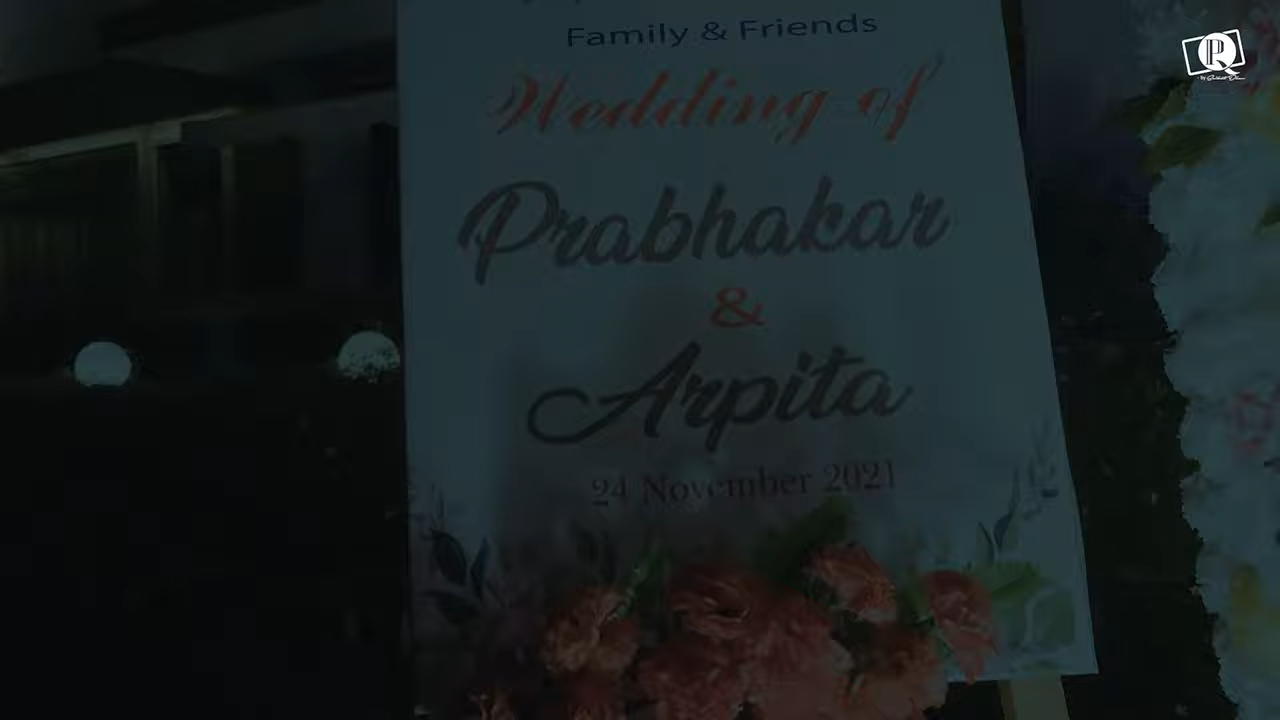 Family & Friends
Wedding of
Prabhakar
&
Arpita
24 November 2021